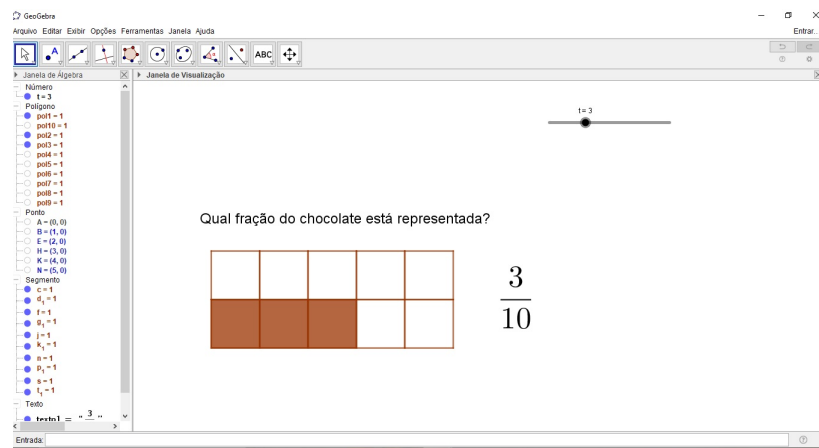 GeoGebra
Arquivo Editar Exibir Opções Ferramentas Janela Ajuda
Entrar...
ABC
Janela de Álgebra
Janela de Visualização
Número
t = 3
Polígono
pol1 = 1
pol10 = 1
pol2 = 1
pol3 = 1
pol4 = 1
pol5 = 1
pol6 = 1
pol7 = 1
pol8 = 1
pol9 = 1
Ponto
A = (0, 0)
B = (1, 0)
E = (2, 0)
H = (3, 0)
K = (4, 0)
N = (5, 0)
Segmento
c = 1
d₁ = 1
f = 1
g₁ = 1
j = 1
k₁ = 1
n = 1
p₁ = 1
s = 1
t₁ = 1
Texto
texto1 = " 3 "
t = 3
Qual fração do chocolate está representada?
3
10
Entrada: